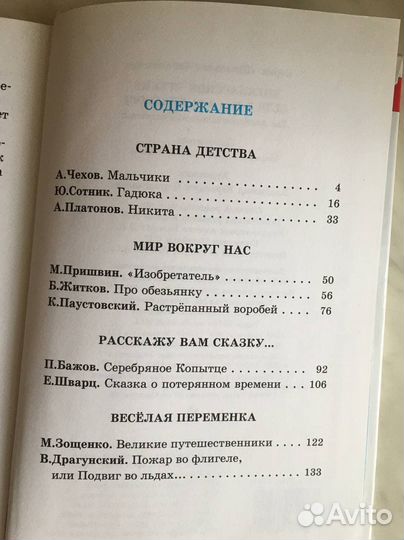 СОДЕРЖАНИЕ
СТРАНА ДЕТСТВА
А.Чехов. Мальчики . . . . . . . . . . . . . . . . 4
Ю.Сотник. Гадюка . . . . . . . . . . . . . . . . 16
А.Платонов. Никита . . . . . . . . . . . . . . . 33
МИР ВОКРУГ НАС
М.Пришвин. «Изобретатель» . . . . . . . . . . 50
Б.Житков. Про обезьянку . . . . . . . . . . . . 56
К.Паустовский. Растрёпанный воробей . . . . 76
РАССКАЖУ ВАМ СКАЗКУ...
П.Бажов. Серебряное Копытце . . . . . . . . . 92
Е.Шварц. Сказка о потерянном времени . . . . 106
ВЕСЁЛАЯ ПЕРЕМЕНКА
М.Зощенко. Великие путешественники . . . . 122
В.Драгунский. Пожар во флигеле,
или Подвиг во льдах. . . . . . . . . . . . . . . 133
Avito